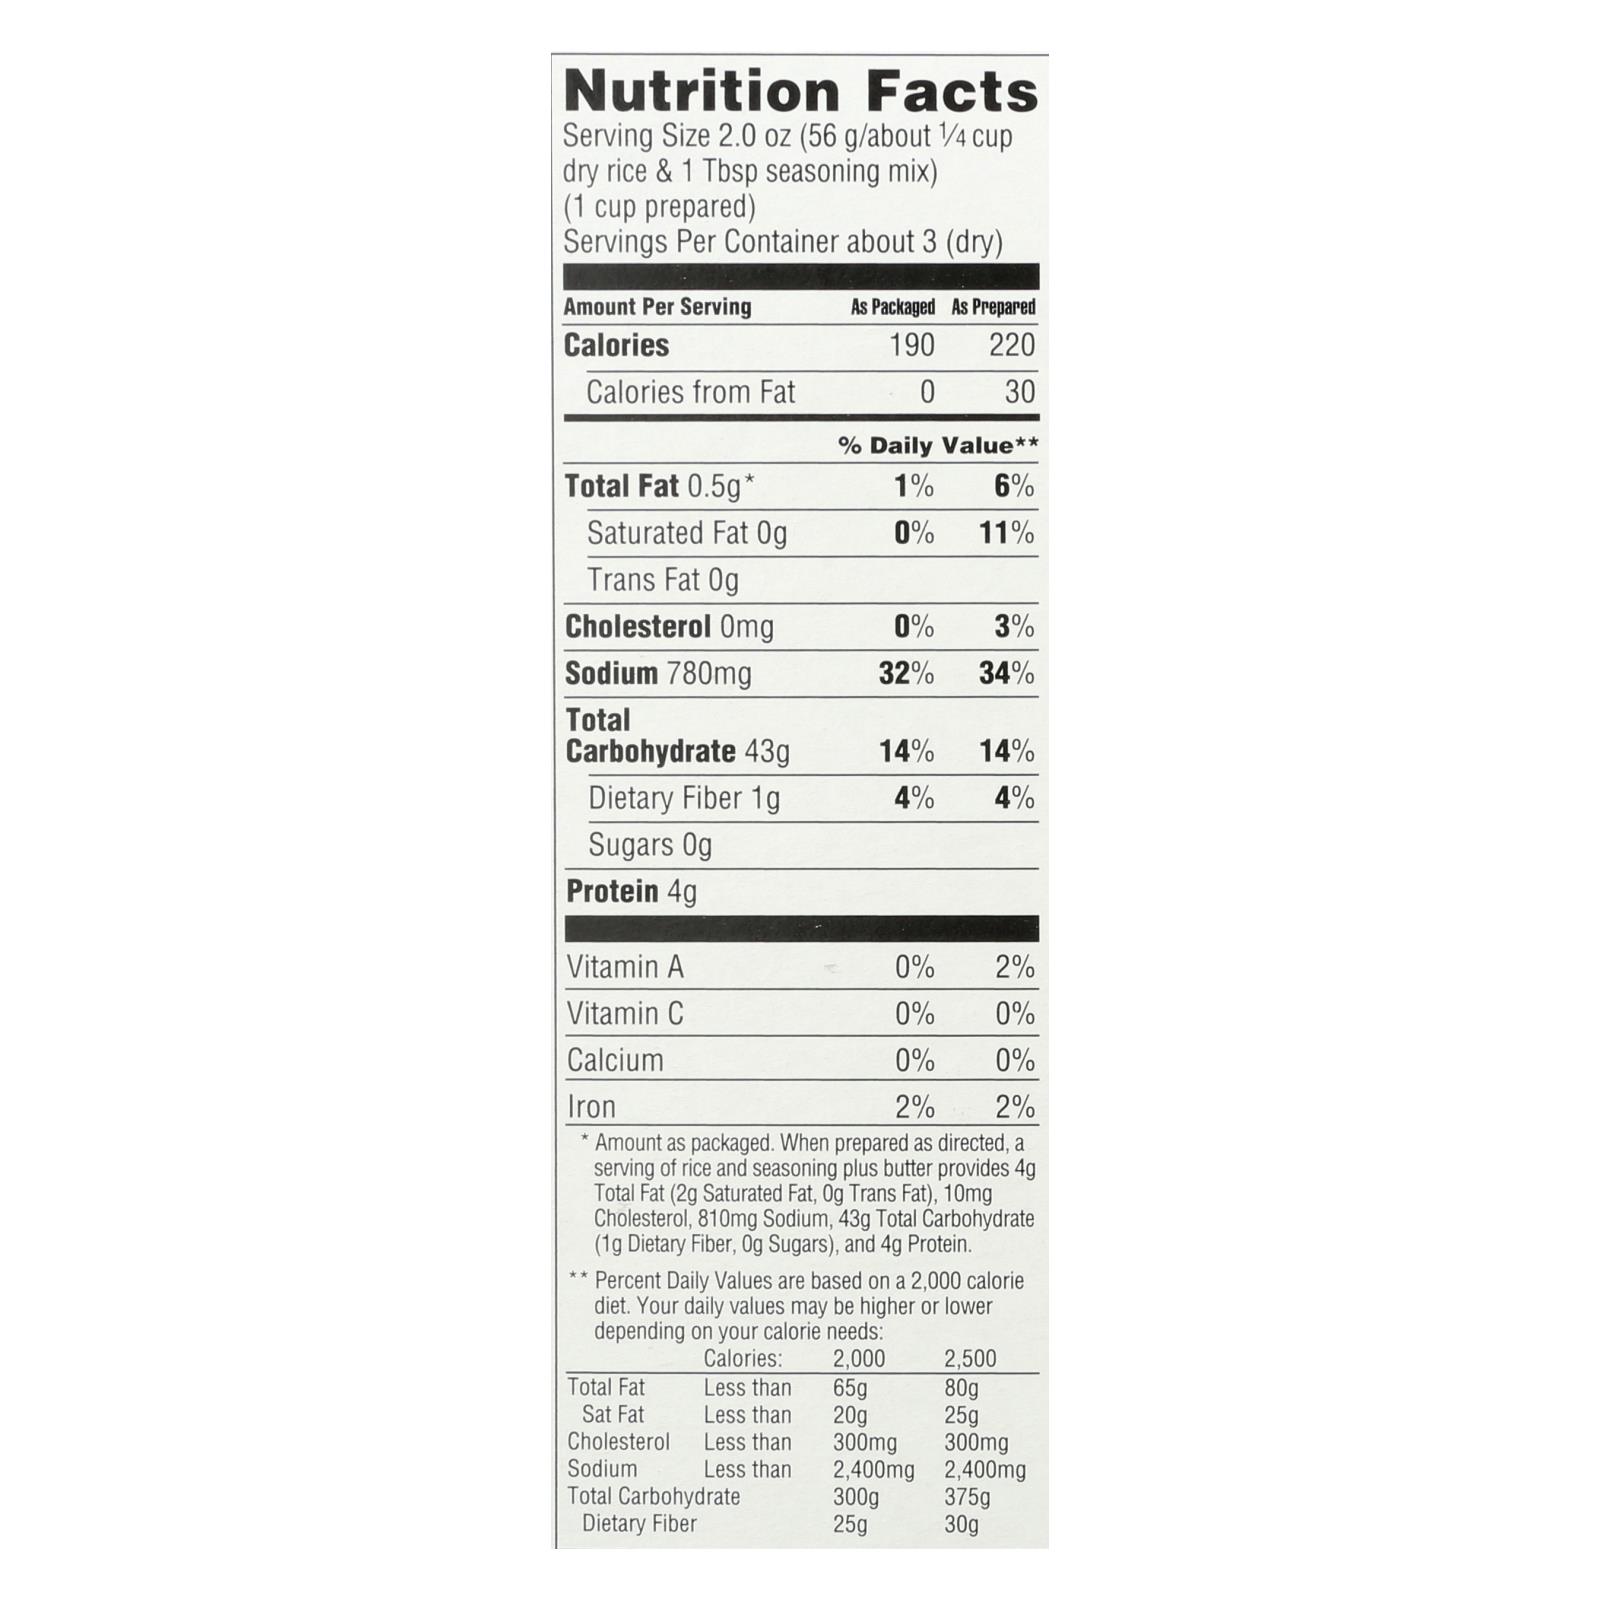 Nutrition Facts
Serving Size 2.0 oz (56 g/about 1/4 cup
dry rice & 1 Tbsp seasoning mix)
(1 cup prepared)
Servings Per Container about 3 (dry)
Amount Per Serving As Packaged As Prepared
Calories 190 220
Calories from Fat 0 30
% Daily Value**
Total Fat 0.5g* 1% 6%
Saturated Fat 0g 0% 11%
Trans Fat 0g
Cholesterol 0mg 0% 3%
Sodium 780mg 32% 34%
Total
Carbohydrate 43g 14% 14%
Dietary Fiber 1g 4% 4%
Sugars 0g
Protein 4g
Vitamin A 0% 2%
Vitamin C 0% 0%
Calcium 0% 0%
Iron 2% 2%
* Amount as packaged. When prepared as directed, a
serving of rice and seasoning plus butter provides 4g
Total Fat (2g Saturated Fat, 0g Trans Fat), 10mg
Cholesterol, 810mg Sodium, 43g Total Carbohydrate
(1g Dietary Fiber, 0g Sugars), and 4g Protein.
** Percent Daily Values are based on a 2,000 calorie
diet. Your daily values may be higher or lower
depending on your calorie needs:
Calories: 2,000 2,500
Total Fat Less than 65g 80g
Sat Fat Less than 20g 25g
Cholesterol Less than 300mg 300mg
Sodium Less than 2,400mg 2,400mg
Total Carbohydrate 300g 375g
Dietary Fiber 25g 30g